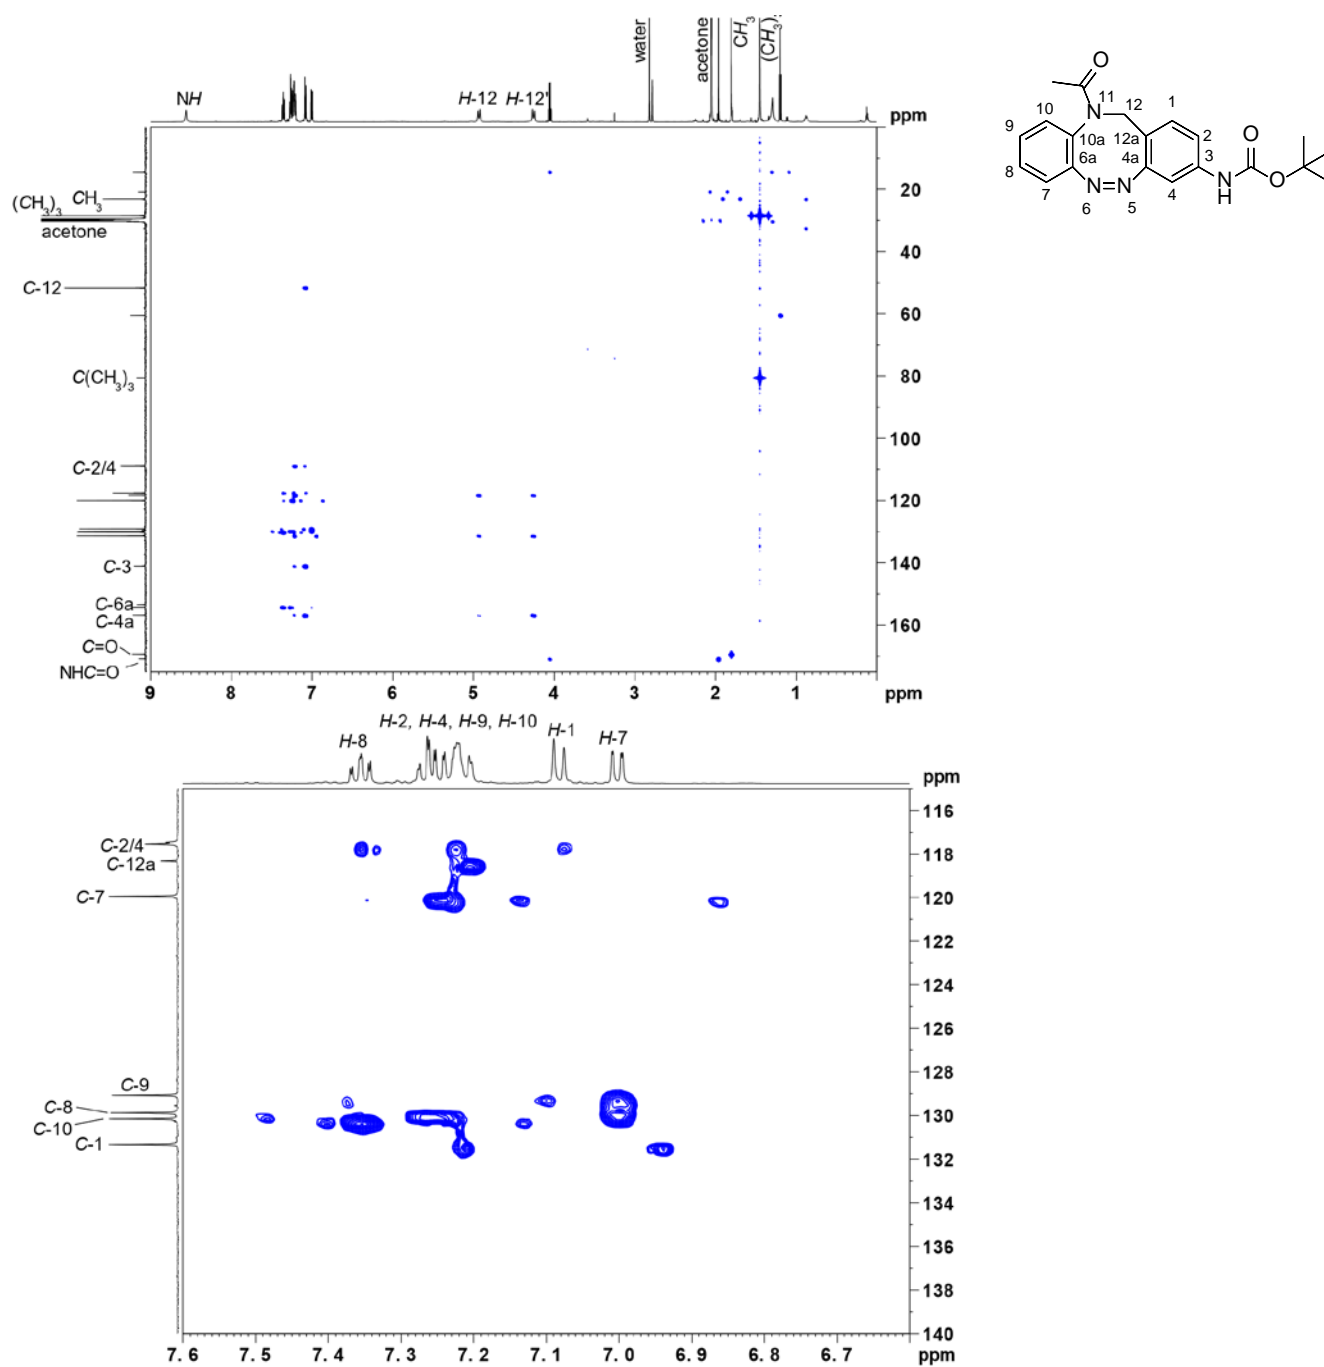 water
acetone
CH3
(CH3)3
NH
H-12
H-12'
ppm
(CH3)3
CH3
acetone
C-12
C(CH3)3
C-2/4
C-3
C-6a
C-4a
C=O
NHC=O
20
40
60
80
100
120
140
160
9 8 7 6 5 4 3 2 1 ppm
O
11
N
12
1
10
9
8
7
10a
6a
12a
4a
2
3
4
N=N
6
5
N
H
O
O
H-2, H-4, H-9, H-10
H-8
H-1
H-7
ppm
C-2/4
C-12a
C-7
C-9
C-8
C-10
C-1
116
118
120
122
124
126
128
130
132
134
136
138
140
7.6 7.5 7.4 7.3 7.2 7.1 7.0 6.9 6.8 6.7 ppm